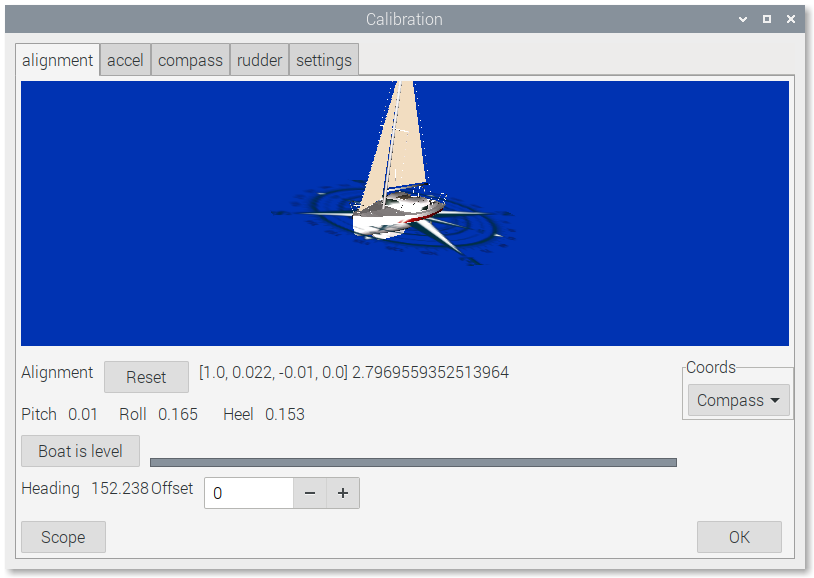 Calibration
alignment accel compass rudder settings
Alignment Reset [1.0, 0.022, -0.01, 0.0] 2.7969559352513964
Coords
Compass
Pitch 0.01 Roll 0.165 Heel 0.153
Boat is level
Heading 152.238 Offset 0 − +
Scope OK